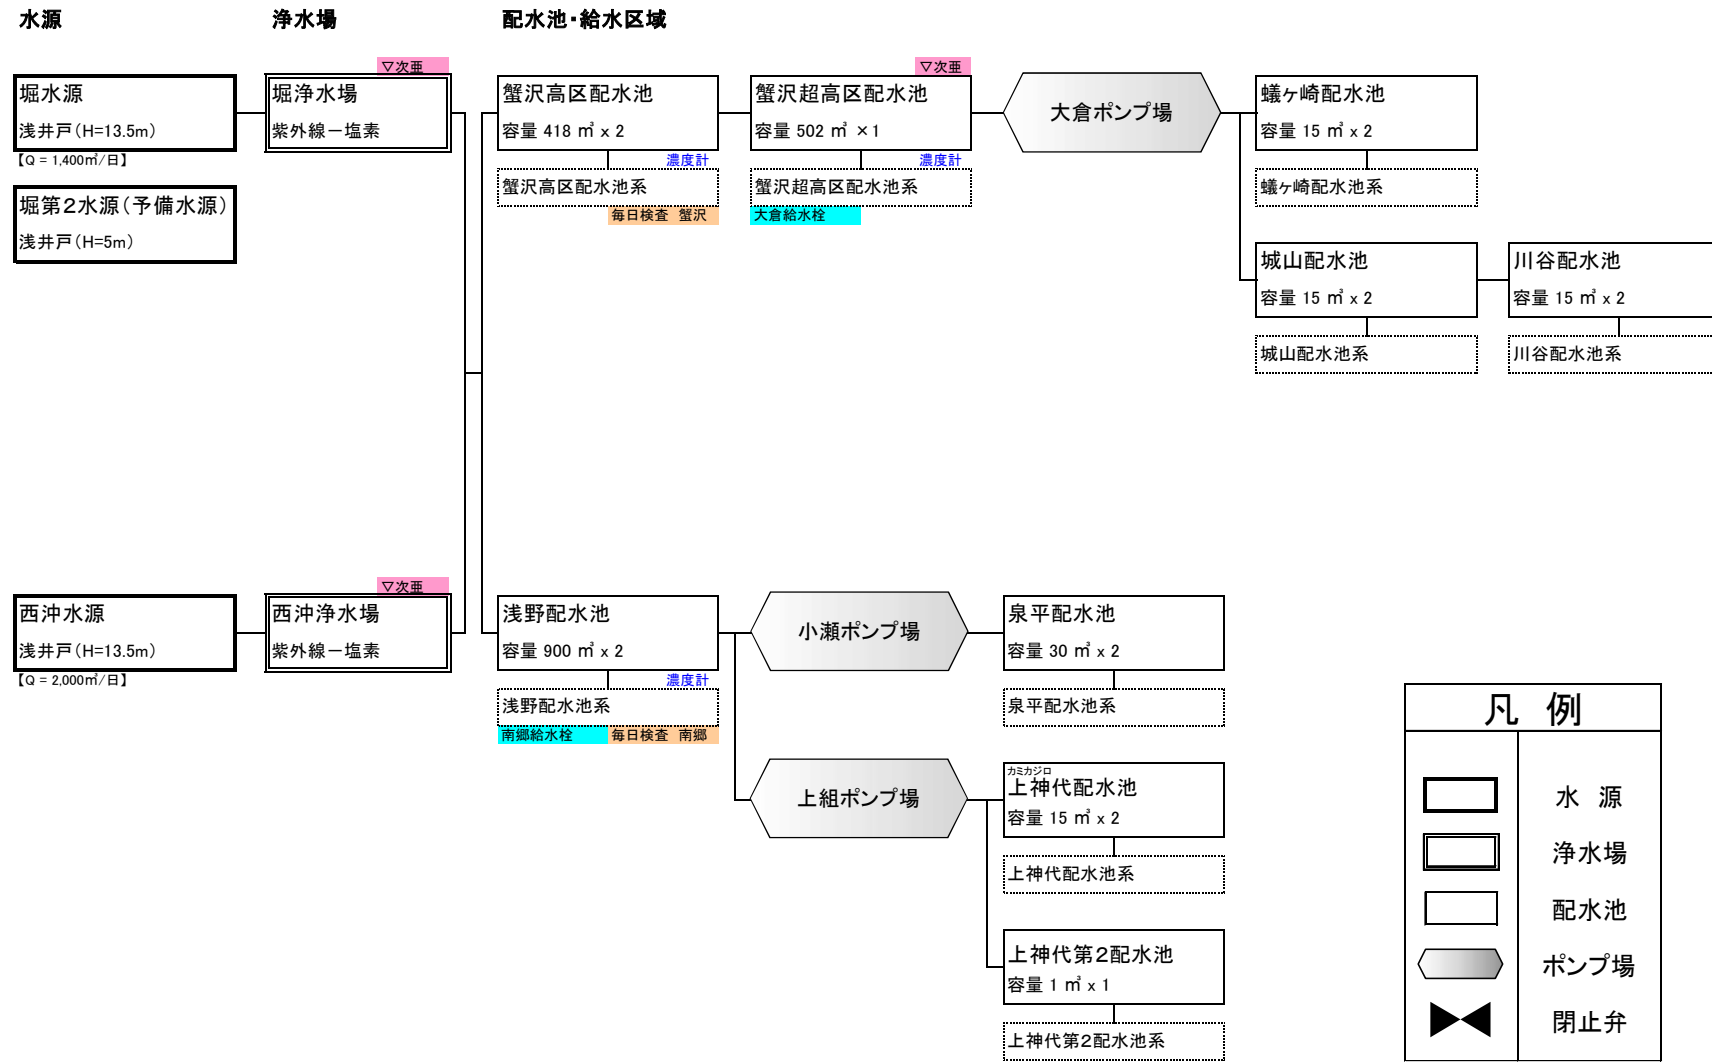 水源
浄水場
配水池・給水区域
▽次亜
堀水源
浅井戸(H=13.5m)
【Q = 1,400㎥/日】
堀浄水場
紫外線－塩素
蟹沢高区配水池
容量 418 ㎥ x 2
濃度計
蟹沢高区配水池系
毎日検査 蟹沢
▽次亜
蟹沢超高区配水池
容量 502 ㎥ ×1
濃度計
蟹沢超高区配水池系
大倉給水栓
大倉ポンプ場
蟻ヶ崎配水池
容量 15 ㎥ x 2
蟻ヶ崎配水池系
堀第2水源(予備水源)
浅井戸(H=5m)
城山配水池
容量 15 ㎥ x 2
城山配水池系
川谷配水池
容量 15 ㎥ x 2
川谷配水池系
▽次亜
西沖水源
浅井戸(H=13.5m)
【Q = 2,000㎥/日】
西沖浄水場
紫外線－塩素
浅野配水池
容量 900 ㎥ x 2
濃度計
浅野配水池系
南郷給水栓
毎日検査 南郷
小瀬ポンプ場
泉平配水池
容量 30 ㎥ x 2
泉平配水池系
上組ポンプ場
カミカジロ
上神代配水池
容量 15 ㎥ x 2
上神代配水池系
上神代第2配水池
容量 1 ㎥ x 1
上神代第2配水池系
凡 例
水 源
浄水場
配水池
ポンプ場
閉止弁